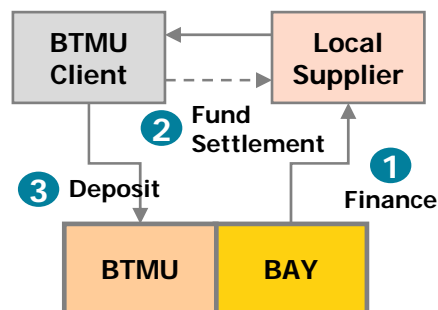 BTMU
Client
Local
Supplier
2 Fund
Settlement
1
Finance
3 Deposit
BTMU
BAY